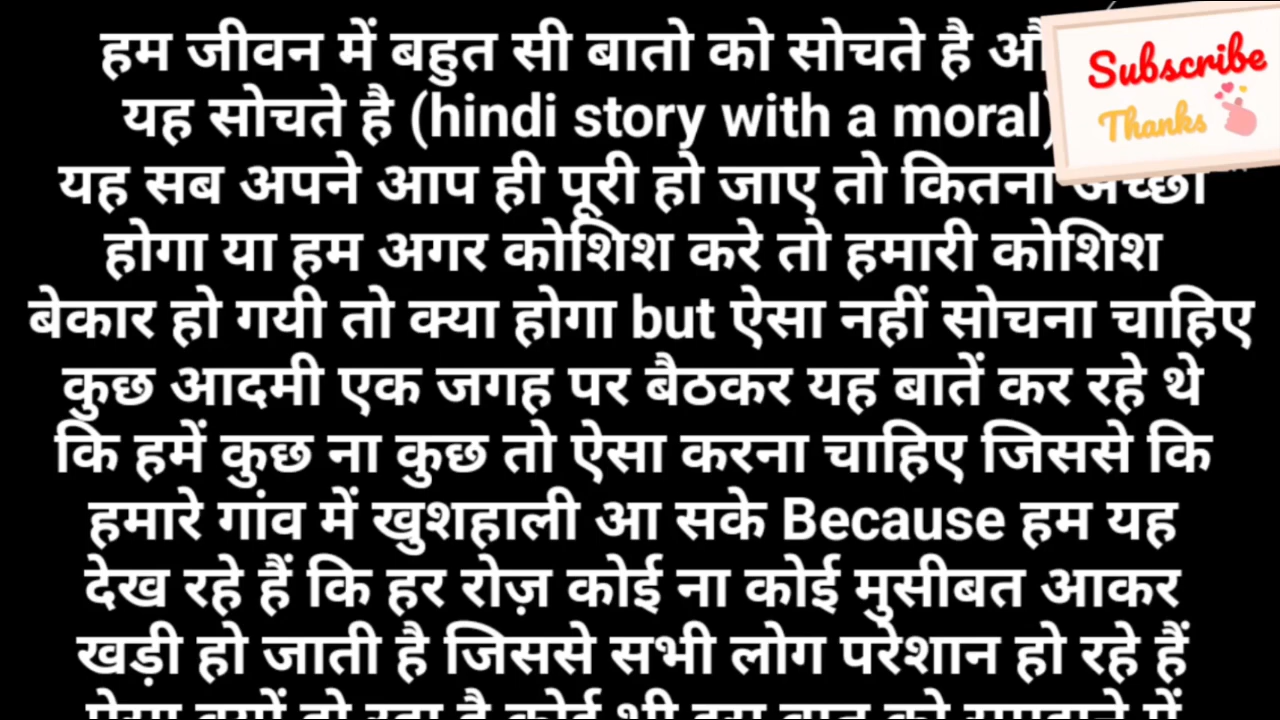 हम जीवन में बहुत सी बातो को सोचते है
यह सोचते है (hindi story with a moral)
यह सब अपने आप ही पूरी हो जाए तो कितना अच्छा
होगा या हम अगर कोशिश करे तो हमारी कोशिश
बेकार हो गयी तो क्या होगा but ऐसा नहीं सोचना चाहिए
कुछ आदमी एक जगह पर बैठकर यह बातें कर रहे थे
कि हमें कुछ ना कुछ तो ऐसा करना चाहिए जिससे कि
हमारे गांव में खुशहाली आ सके Because हम यह
देख रहे हैं कि हर रोज़ कोई ना कोई मुसीबत आकर
खड़ी हो जाती है जिससे सभी लोग परेशान हो रहे हैं
Subscribe
Thanks